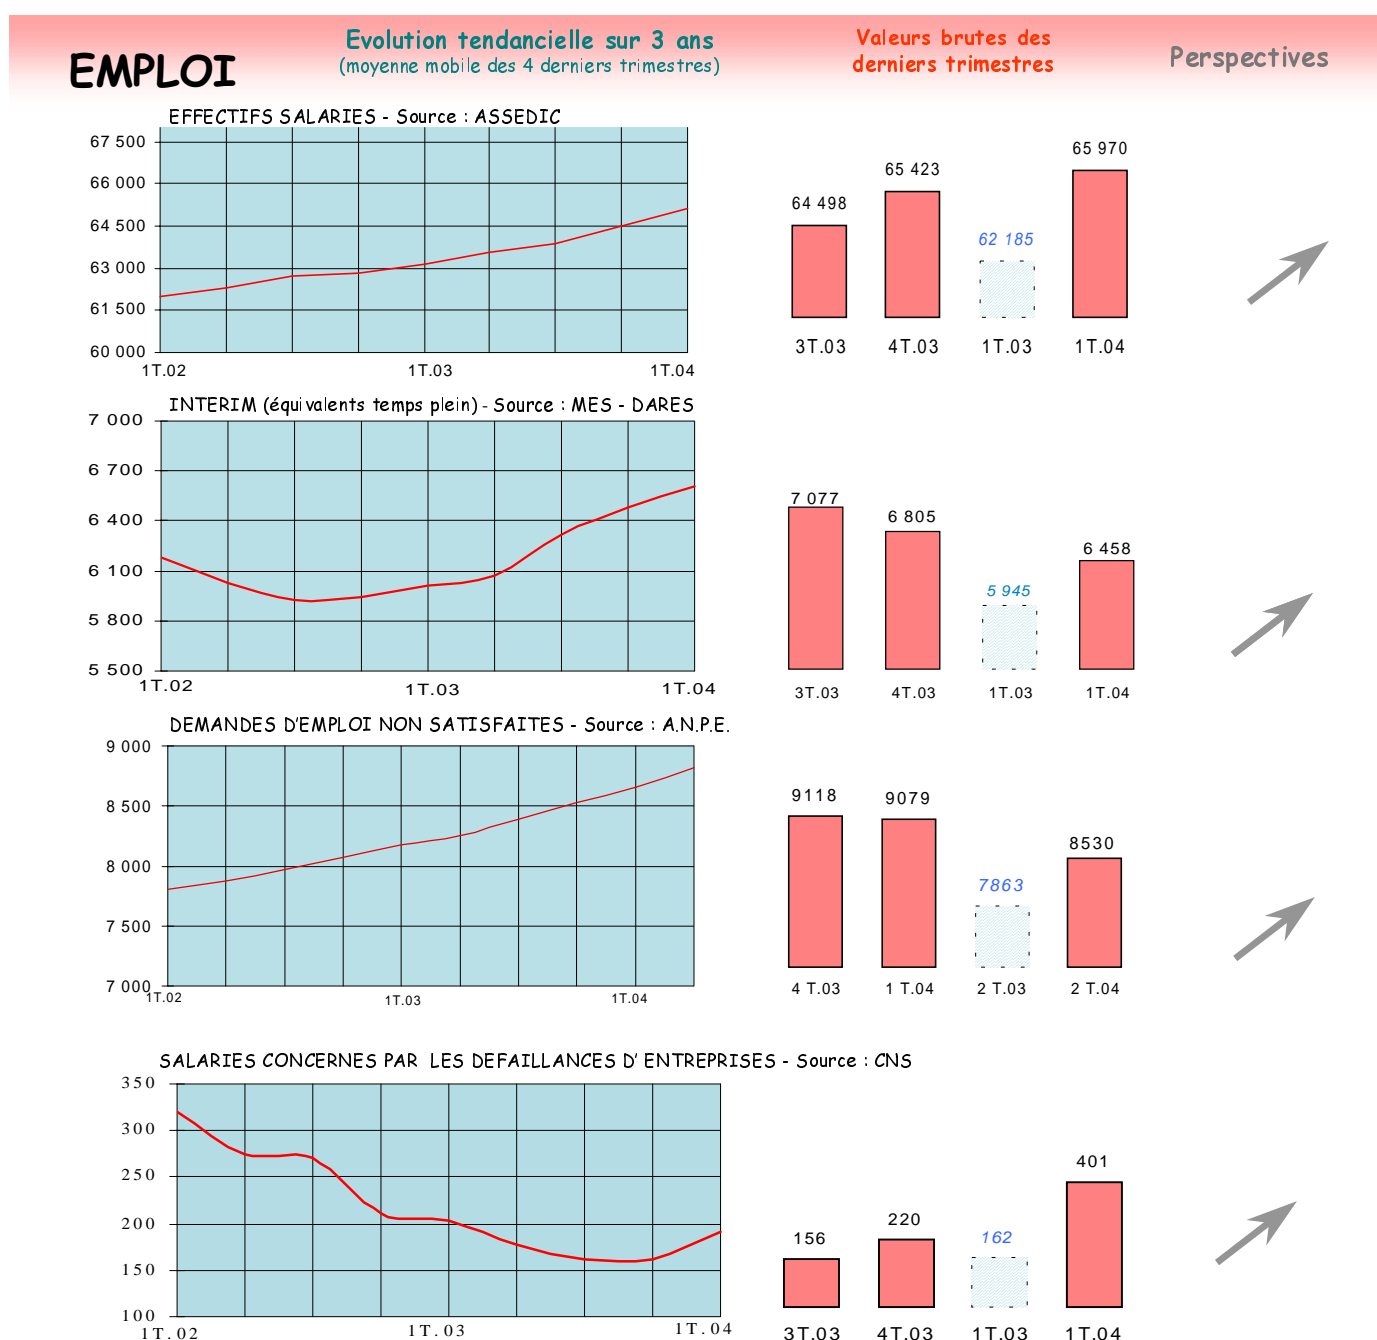 EMPLOI
Evolution tendancielle sur 3 ans
(moyenne mobile des 4 derniers trimestres)
Valeurs brutes des
derniers trimestres
Perspectives
EFFECTIFS SALARIES - Source : ASSEDIC
67 500
66 000
64 500
63 000
61 500
60 000
1T.02 1T.03 1T.04
64 498
65 423
62 185
65 970
3T.03 4T.03 1T.03 1T.04
INTERIM (équivalents temps plein) - Source : MES - DARES
7 000
6 700
6 400
6 100
5 800
5 500
1T.02 1T.03 1T.04
7 077
6 805
5 945
6 458
3T.03 4T.03 1T.03 1T.04
DEMANDES D'EMPLOI NON SATISFAITES - Source : A.N.P.E.
9 000
8 500
8 000
7 500
7 000
1T.02 1T.03 1T.04
9118
9079
7863
8530
4 T.03 1 T.04 2 T.03 2 T.04
SALARIES CONCERNES PAR LES DEFAILLANCES D' ENTREPRISES - Source : CNS
350
300
250
200
150
100
1T.02 1T.03 1T.04
156
220
162
401
3T.03 4T.03 1T.03 1T.04